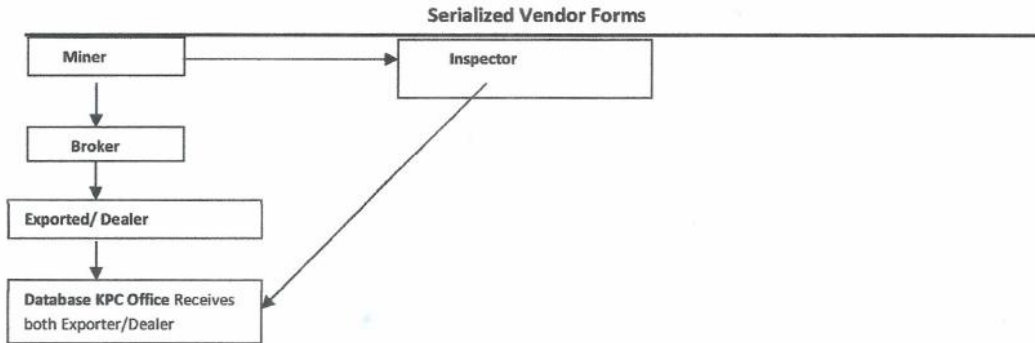 Serialized Vendor Forms
Miner
Inspector
Broker
Exported/ Dealer
Database KPC Office Receives
both Exporter/Dealer